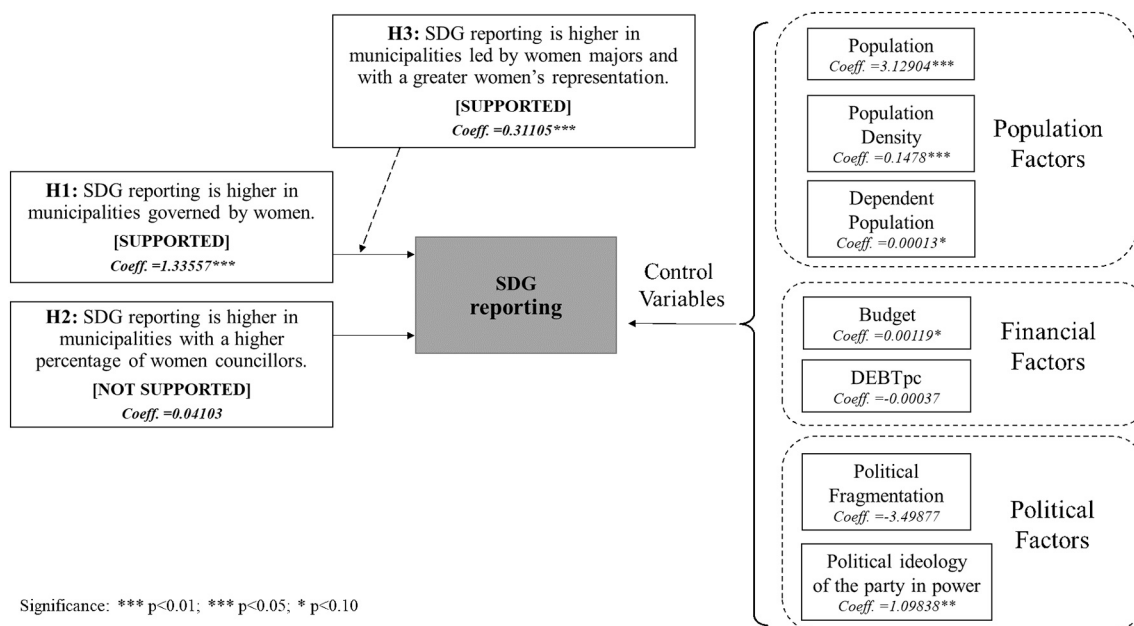 H3: SDG reporting is higher in
municipalities led by women majors and
with a greater women's representation.
[SUPPORTED]
Coeff. =0.31105***
H1: SDG reporting is higher in
municipalities governed by women.
[SUPPORTED]
Coeff. =1.33557***
H2: SDG reporting is higher in
municipalities with a higher
percentage of women councillors.
[NOT SUPPORTED]
Coeff. =0.04103
SDG
reporting
Control
Variables
Population
Coeff. =3.12904***
Population
Density
Coeff. =0.1478***
Dependent
Population
Coeff. =0.00013*
Population
Factors
Budget
Coeff. =0.00119*
DEBTpc
Coeff. =-0.00037
Financial
Factors
Political
Fragmentation
Coeff. =-3.49877
Political ideology
of the party in power
Coeff. =1.09838**
Political
Factors
Significance: *** p<0.01; *** p<0.05; * p<0.10